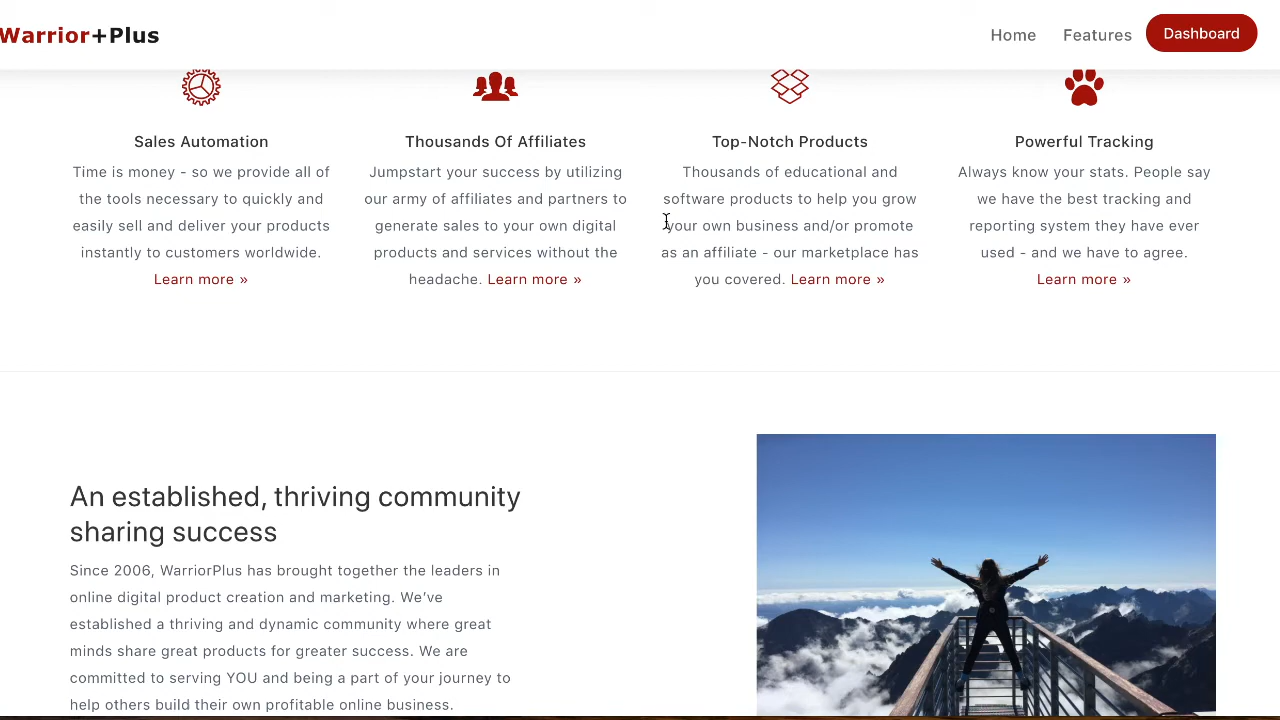 Warrior+Plus
Home
Features
Dashboard
Sales Automation
Time is money - so we provide all of
the tools necessary to quickly and
easily sell and deliver your products
instantly to customers worldwide.
Learn more »
Thousands Of Affiliates
Jumpstart your success by utilizing
our army of affiliates and partners to
generate sales to your own digital
products and services without the
headache. Learn more »
Top-Notch Products
Thousands of educational and
software products to help you grow
your own business and/or promote
as an affiliate - our marketplace has
you covered. Learn more »
Powerful Tracking
Always know your stats. People say
we have the best tracking and
reporting system they have ever
used - and we have to agree.
Learn more »
An established, thriving community
sharing success
Since 2006, WarriorPlus has brought together the leaders in
online digital product creation and marketing. We’ve
established a thriving and dynamic community where great
minds share great products for greater success. We are
committed to serving YOU and being a part of your journey to
help others build their own profitable online business.